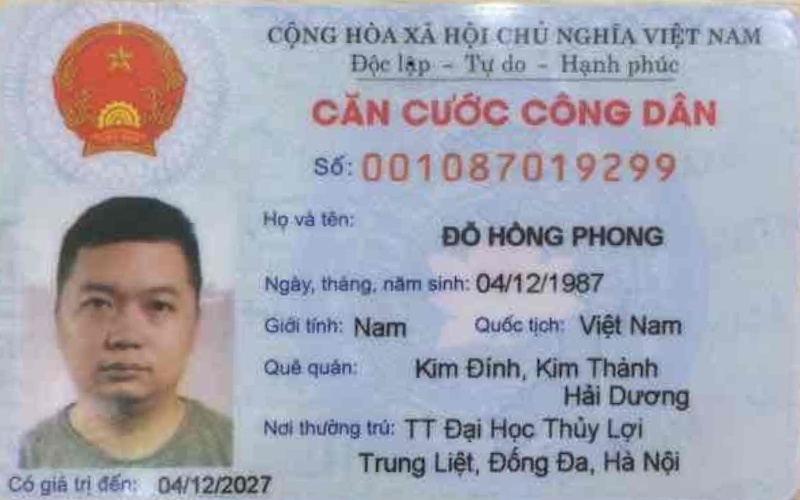 CỘNG HÒA XÃ HỘI CHỦ NGHĨA VIỆT NAM
Độc lập - Tự do - Hạnh phúc
CĂN CƯỚC CÔNG DÂN
Số: 001087019299
Họ và tên:
ĐỖ HỒNG PHONG
Ngày, tháng, năm sinh: 04/12/1987
Giới tính: Nam Quốc tịch: Việt Nam
Quê quán: Kim Đính, Kim Thành
Hải Dương
Nơi thường trú: TT Đại Học Thủy Lợi
Trung Liệt, Đống Đa, Hà Nội
Có giá trị đến: 04/12/2027